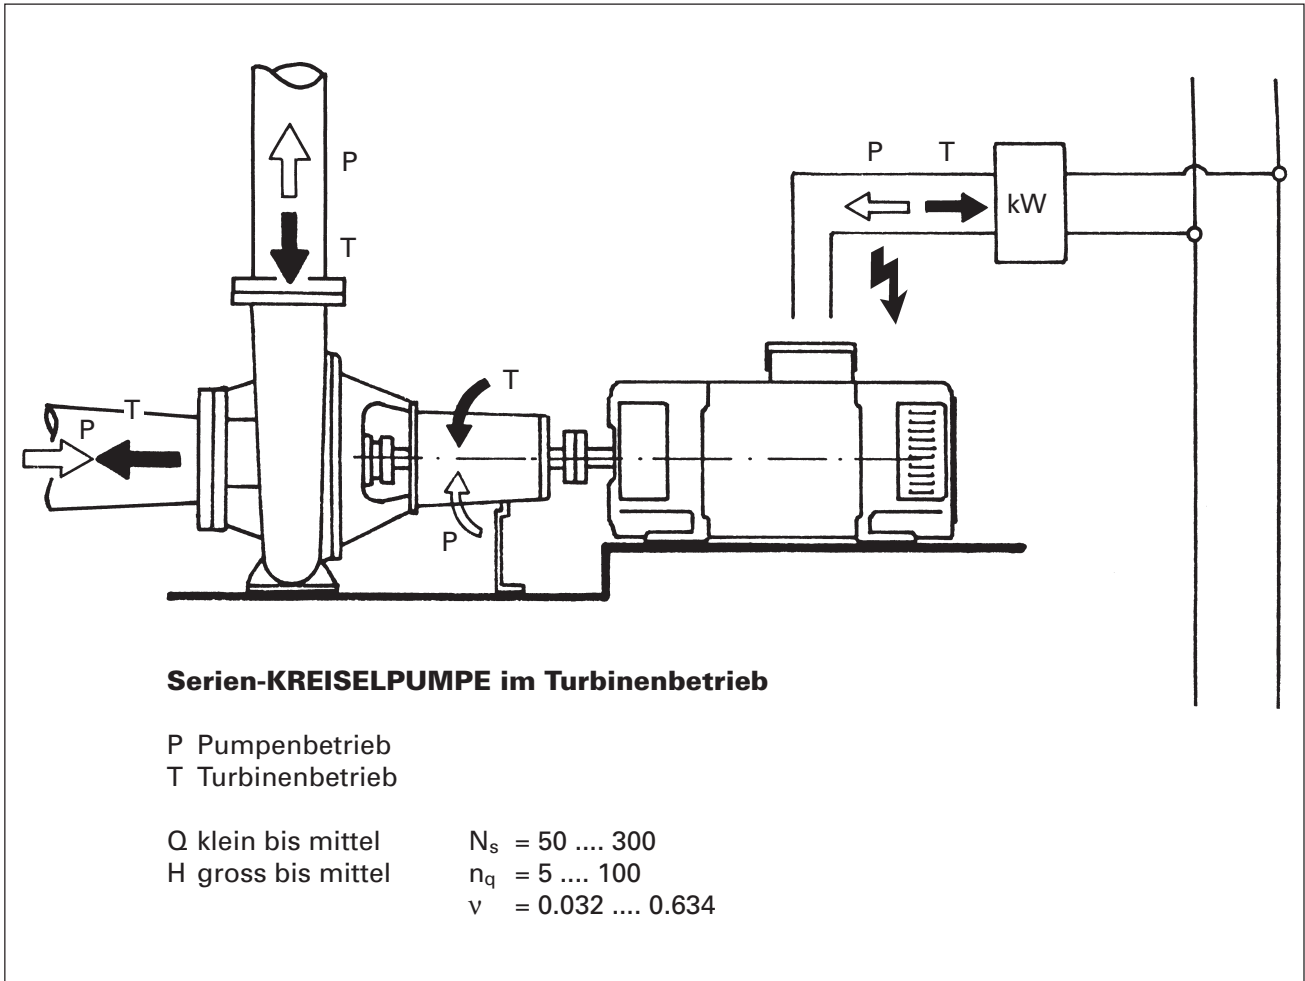 P
T
P T
kW
T
P
T
P
Serien-KREISELPUMPE im Turbinenbetrieb
P Pumpenbetrieb
T Turbinenbetrieb
Q klein bis mittel Nₛ = 50 .... 300
H gross bis mittel n_q = 5 .... 100
ν = 0.032 .... 0.634